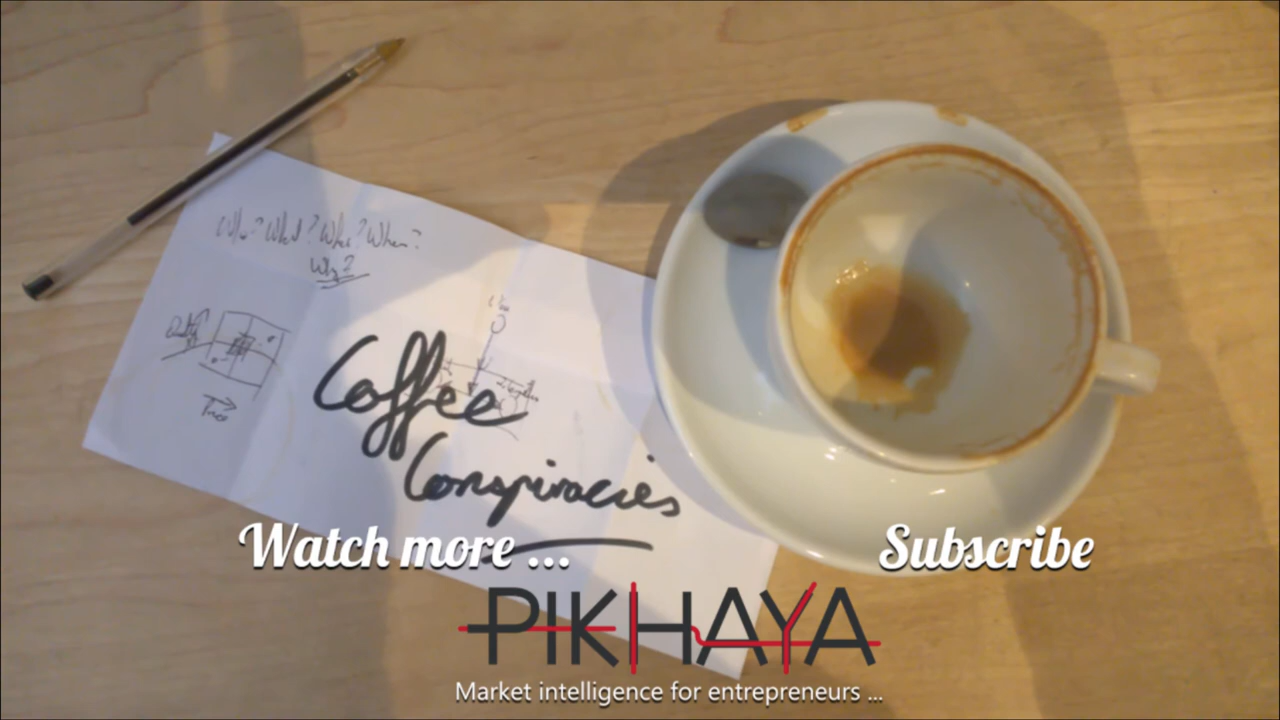 Who? What? Where? When?
Why?
Coffee
Conspiracies
Watch more ...
Subscribe
PIKHAYA
Market intelligence for entrepreneurs ...